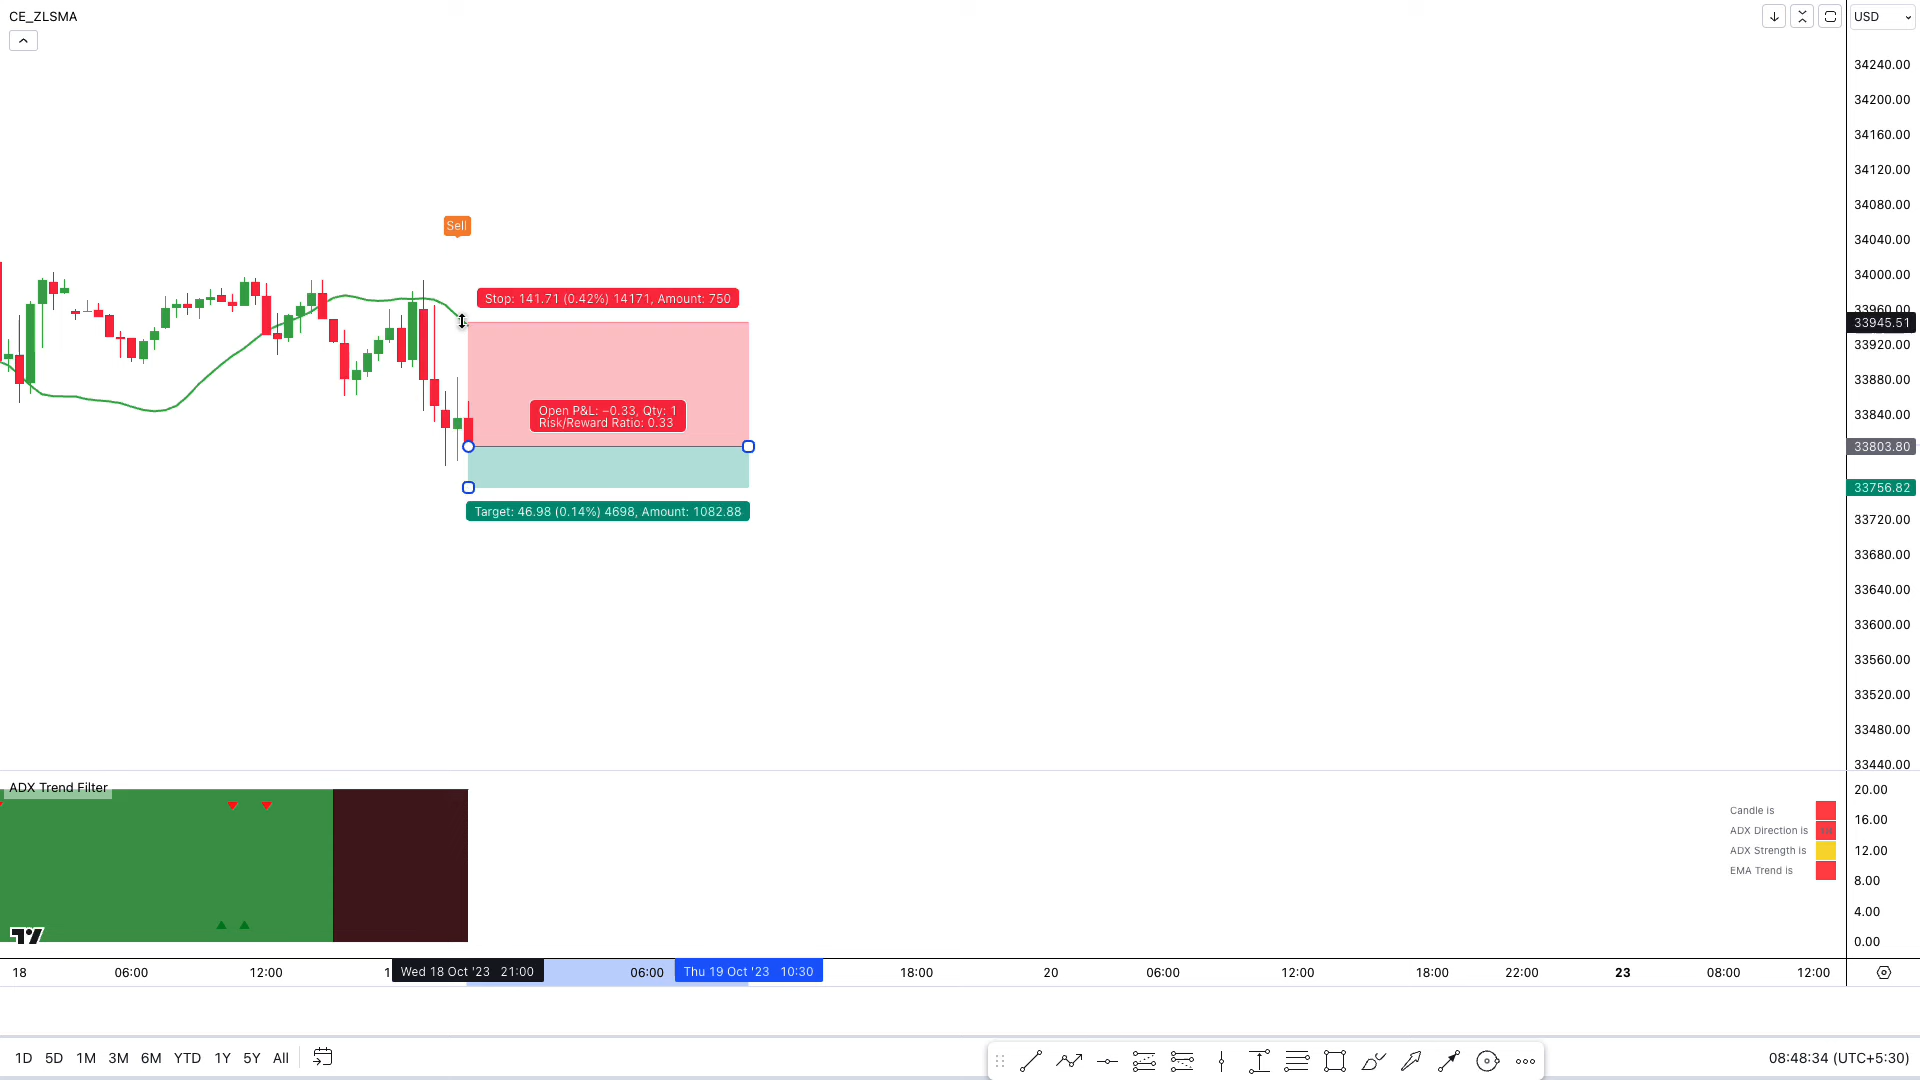 CE_ZLSMA
USD
34240.00
34200.00
34160.00
34120.00
34080.00
34040.00
34000.00
33960.00
33945.51
33920.00
33880.00
33840.00
33803.80
33756.82
33720.00
33680.00
33640.00
33600.00
33560.00
33520.00
33480.00
33440.00
Sell
Stop: 141.71 (0.42%) 14171, Amount: 750
Open P&L: −0.33, Qty: 1
Risk/Reward Ratio: 0.33
Target: 46.98 (0.14%) 4698, Amount: 1082.88
ADX Trend Filter
Candle is
ADX Direction is
ADX Strength is
EMA Trend is
20.00
16.00
12.00
8.00
4.00
0.00
18 06:00 12:00 1 Wed 18 Oct '23 21:00 06:00 Thu 19 Oct '23 10:30 18:00 20 06:00 12:00 18:00 22:00 23 08:00 12:00
1D 5D 1M 3M 6M YTD 1Y 5Y All
08:48:34 (UTC+5:30)